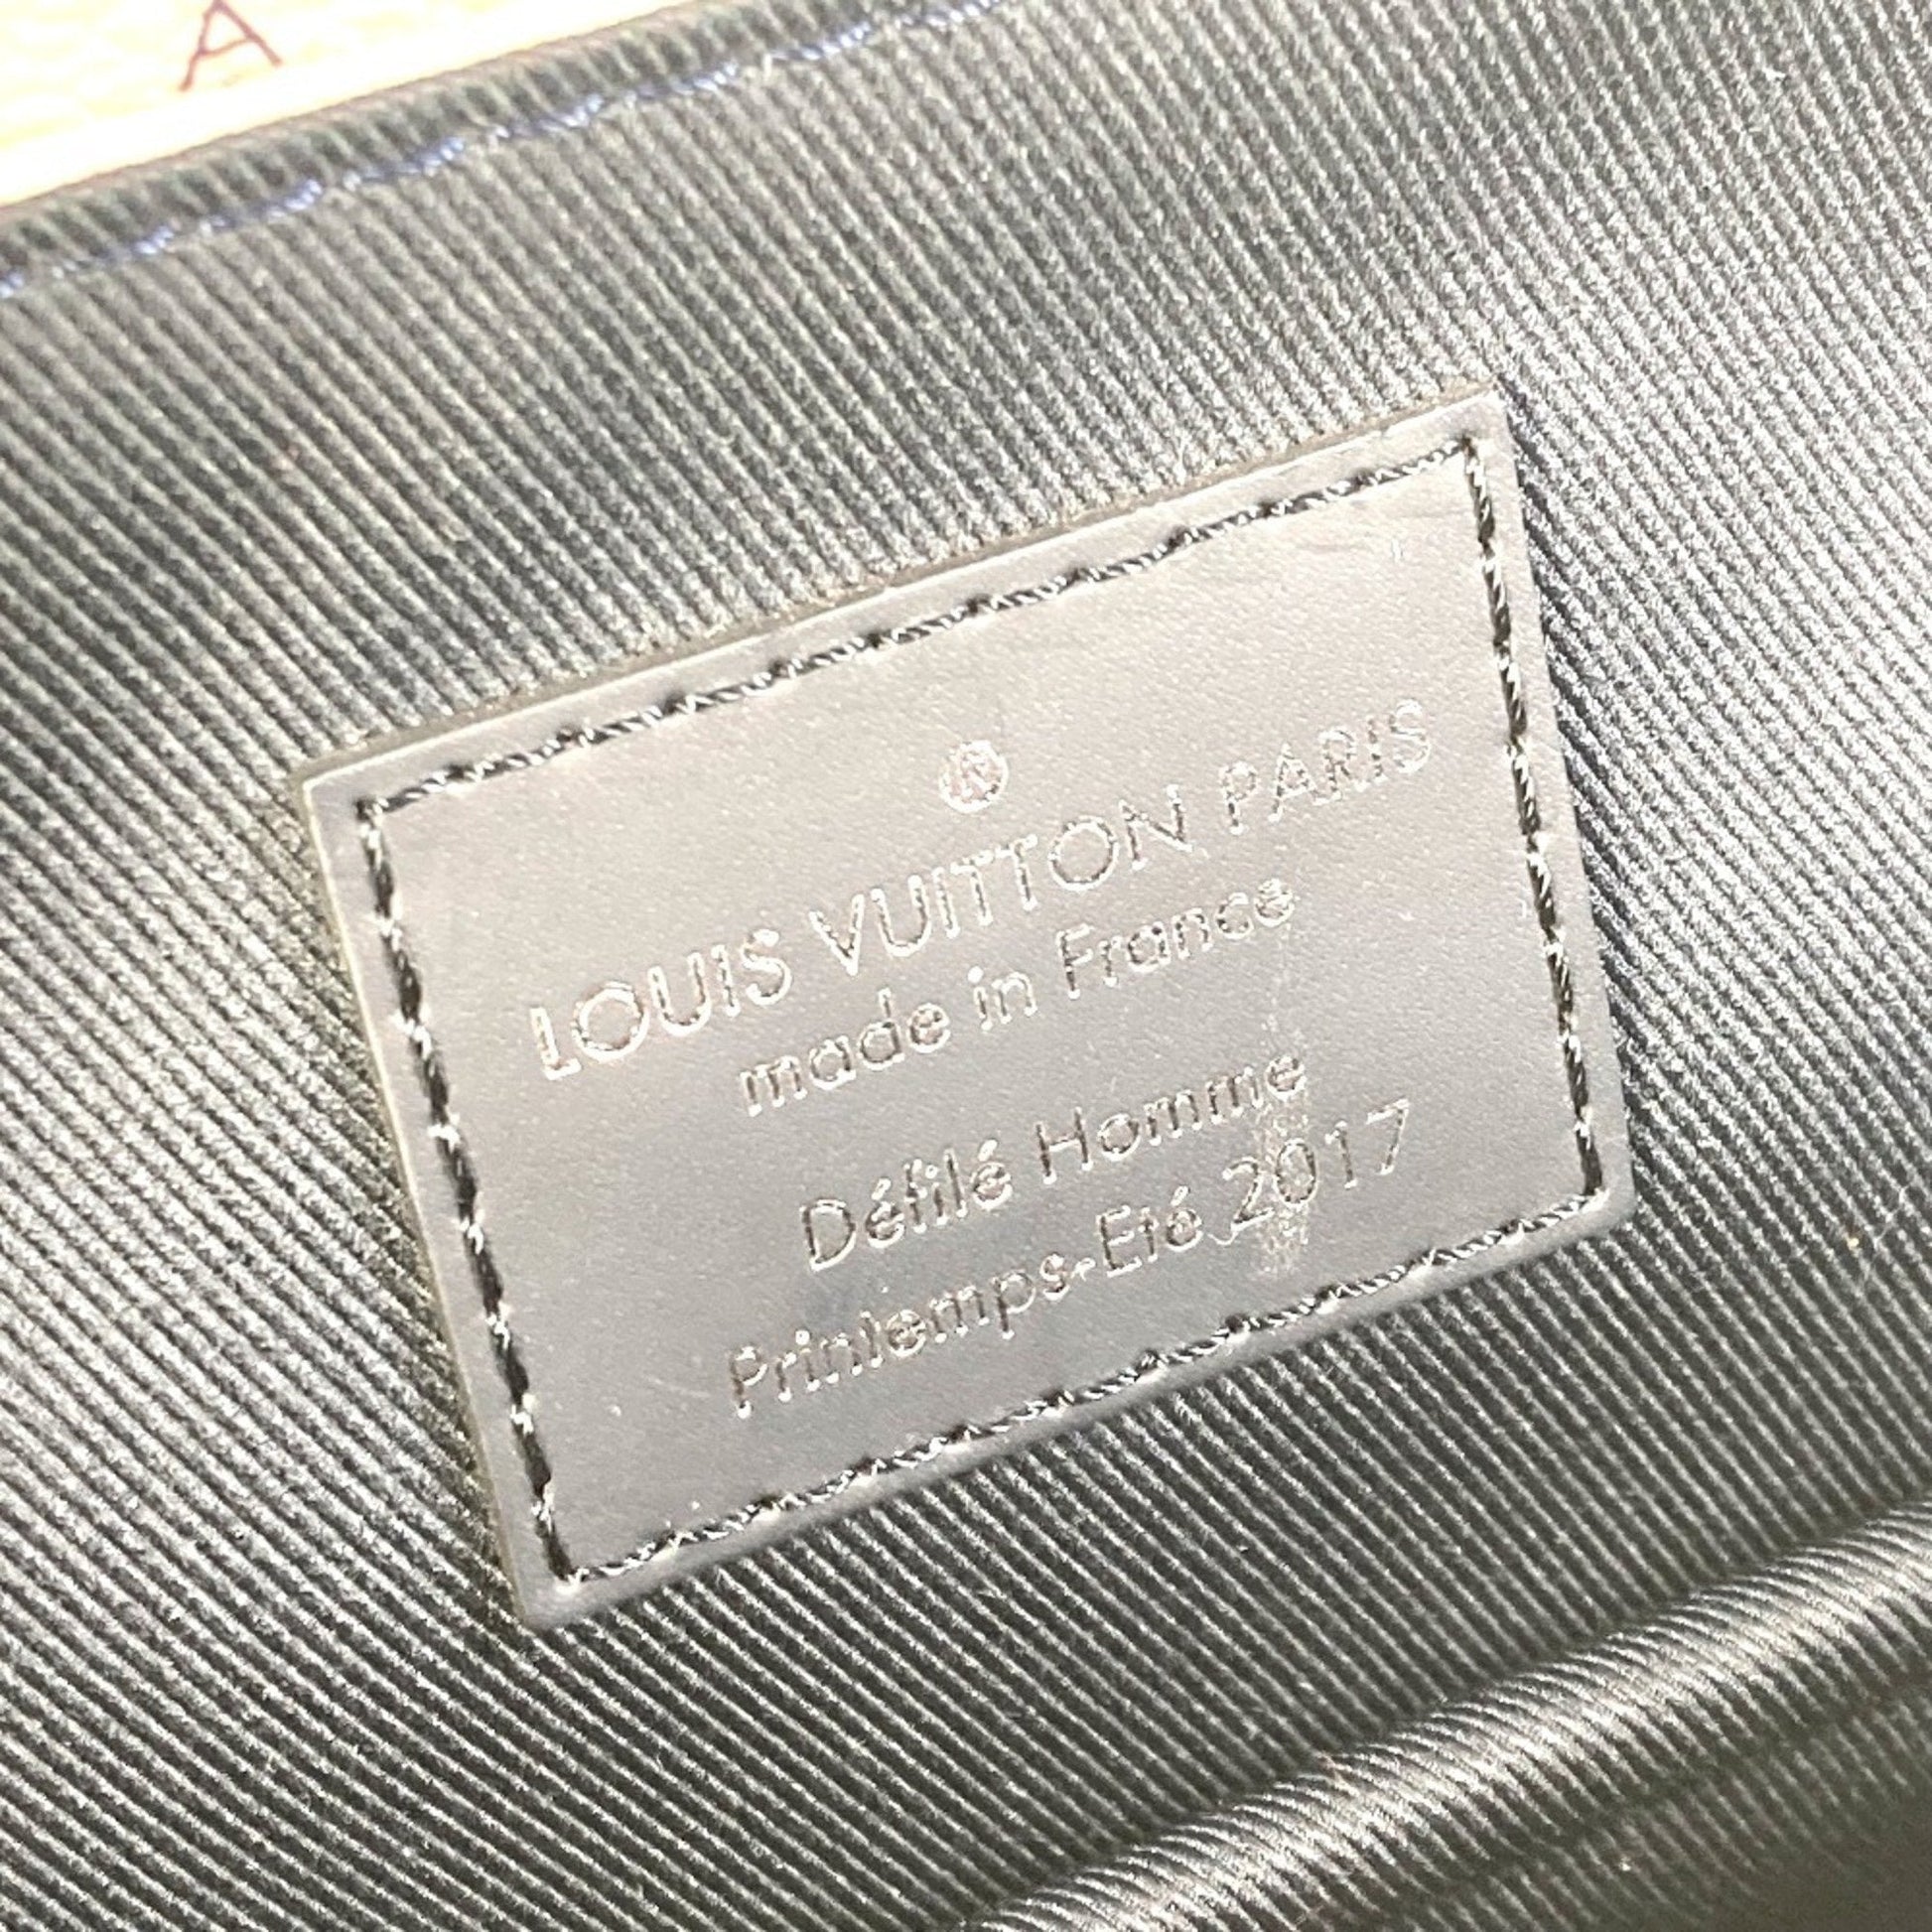 A
®
LOUIS VUITTON PARIS
made in France
Défilé Homme
Printemps-Eté 2017